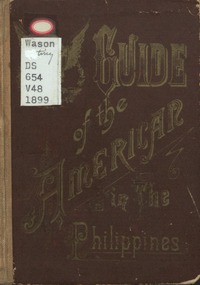 Wason
DS
654
V48
1899
GUIDE
of the
AMERICAN
in The
Philippines